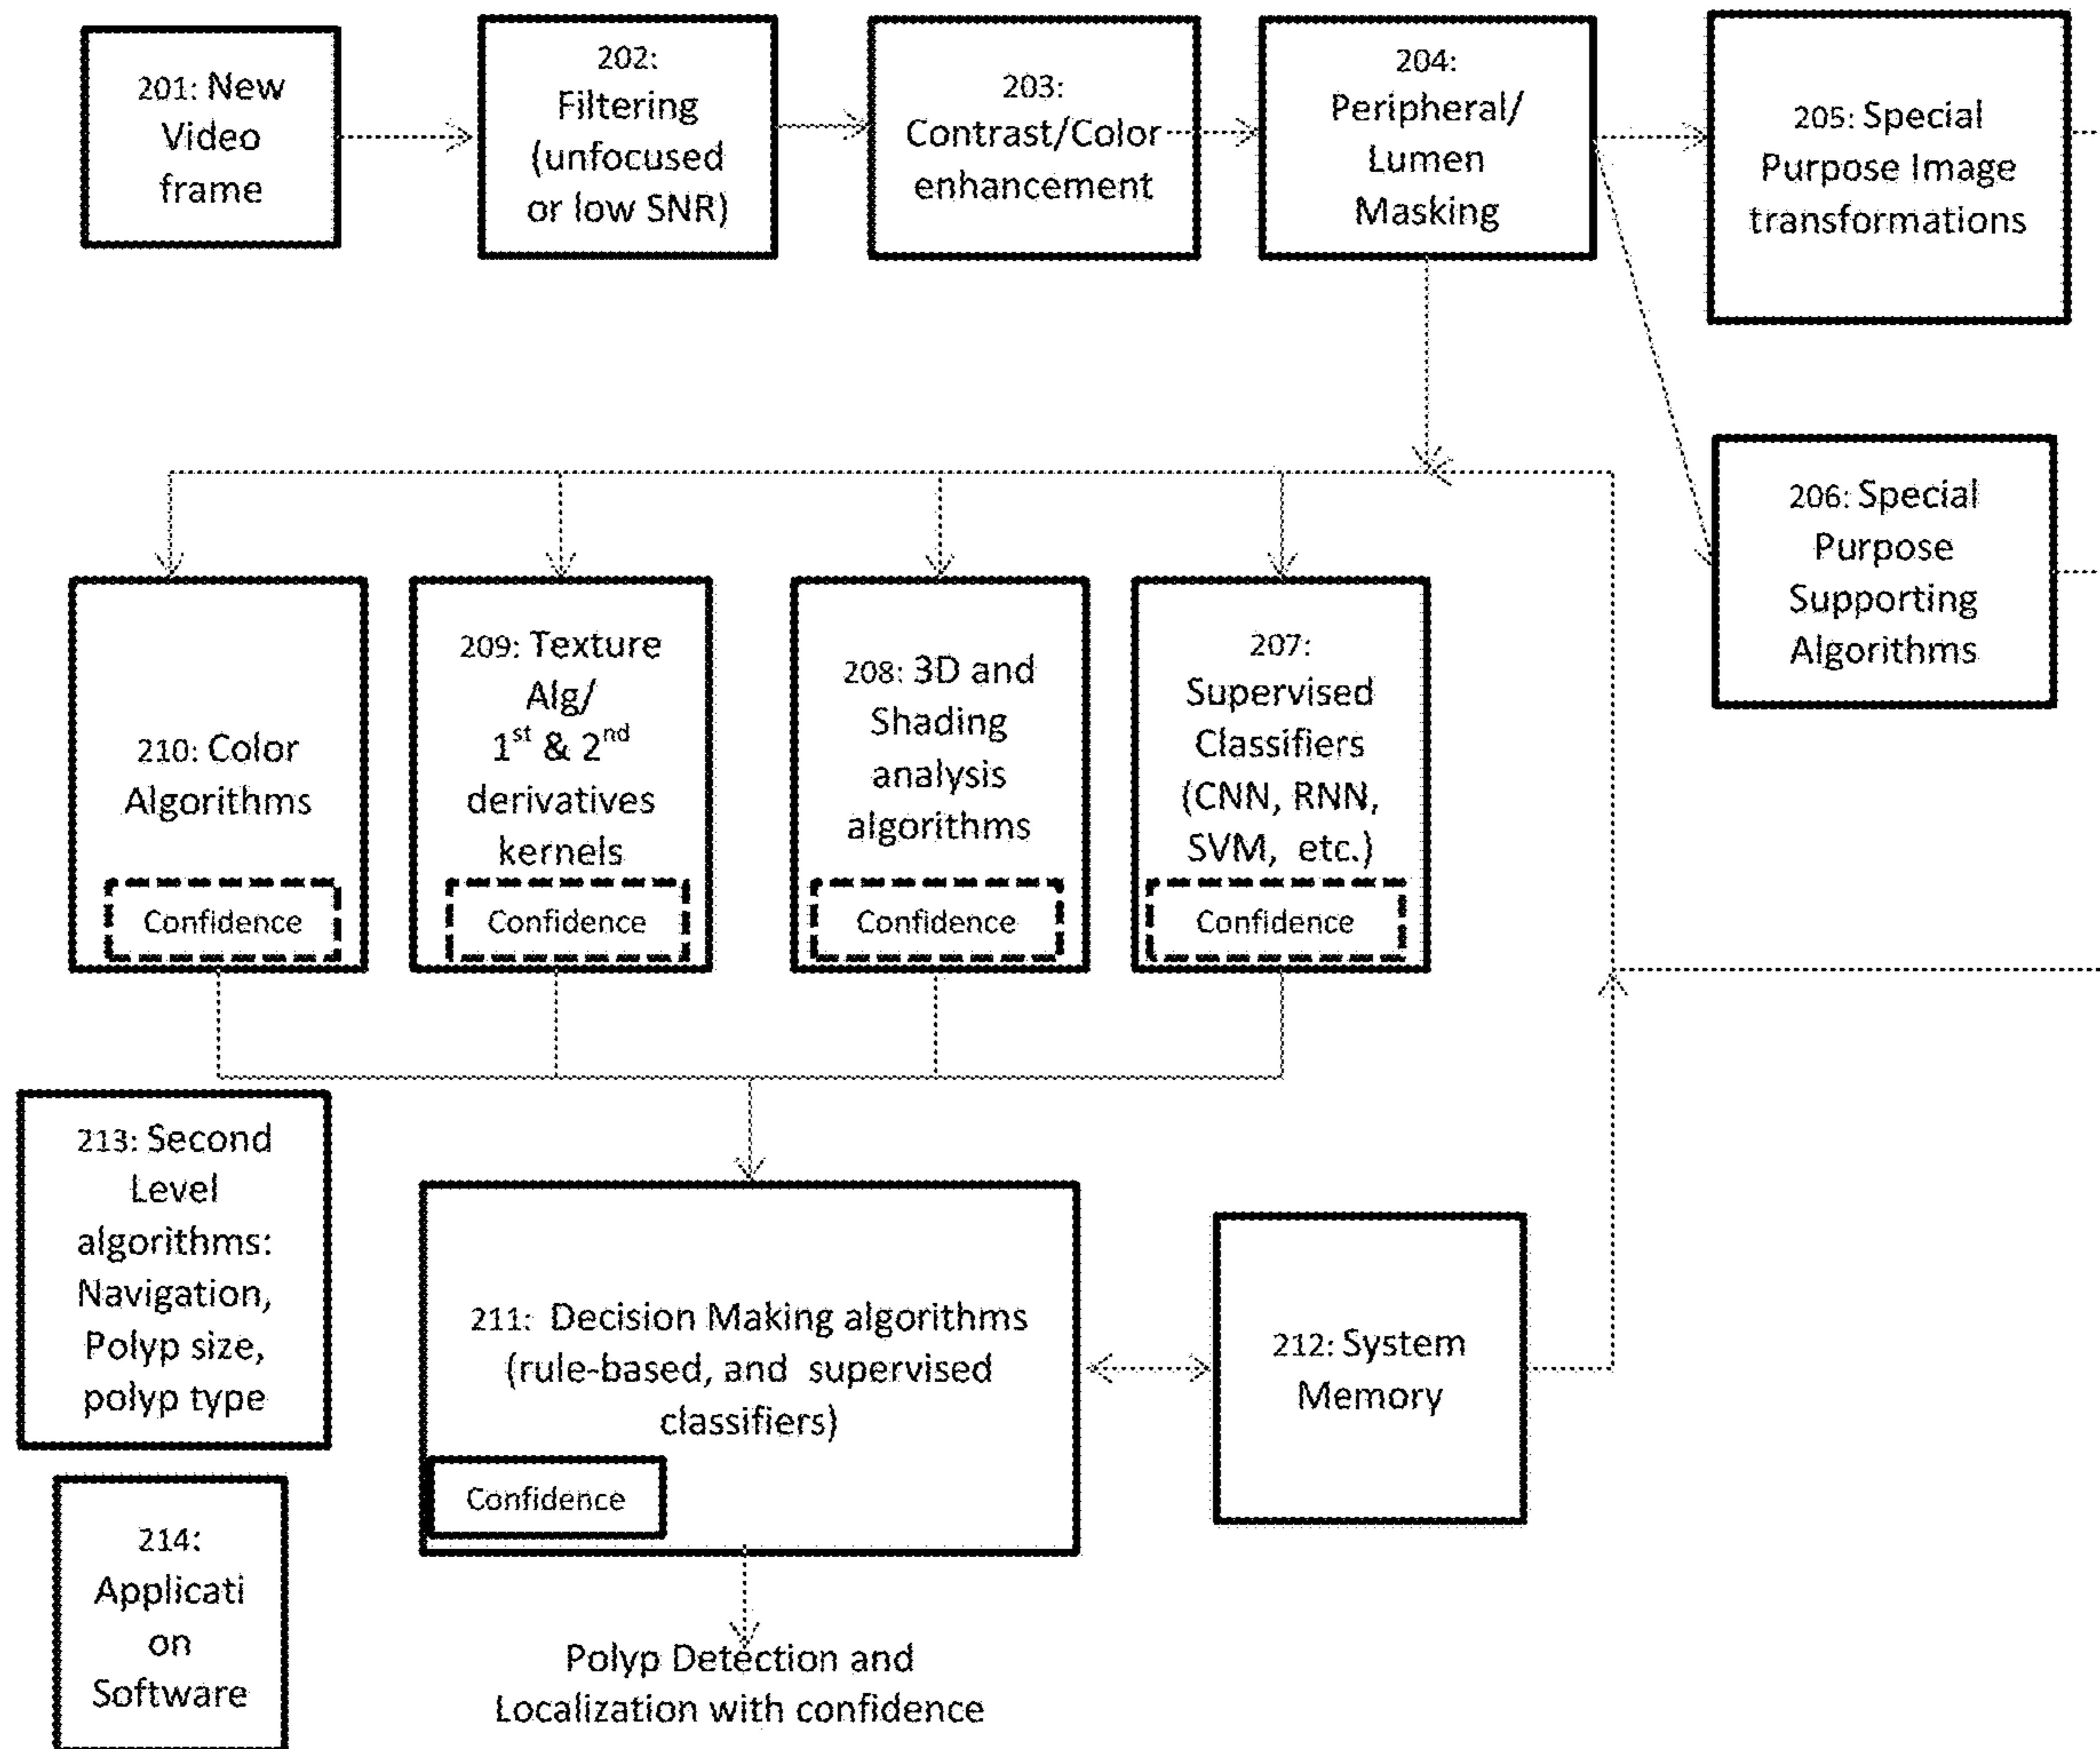 201: New
Video
frame
202:
Filtering
(unfocused
or low SNR)
203:
Contrast/Color
enhancement
204:
Peripheral/
Lumen
Masking
205: Special
Purpose Image
transformations
206: Special
Purpose
Supporting
Algorithms
210: Color
Algorithms
Confidence
209: Texture
Alg/
1st & 2nd
derivatives
kernels
Confidence
208: 3D and
Shading
analysis
algorithms
Confidence
207:
Supervised
Classifiers
(CNN, RNN,
SVM, etc.)
Confidence
213: Second
Level
algorithms:
Navigation,
Polyp size,
polyp type
211: Decision Making algorithms
(rule-based, and supervised
classifiers)
Confidence
212: System
Memory
214:
Applicati
on
Software
Polyp Detection and
Localization with confidence